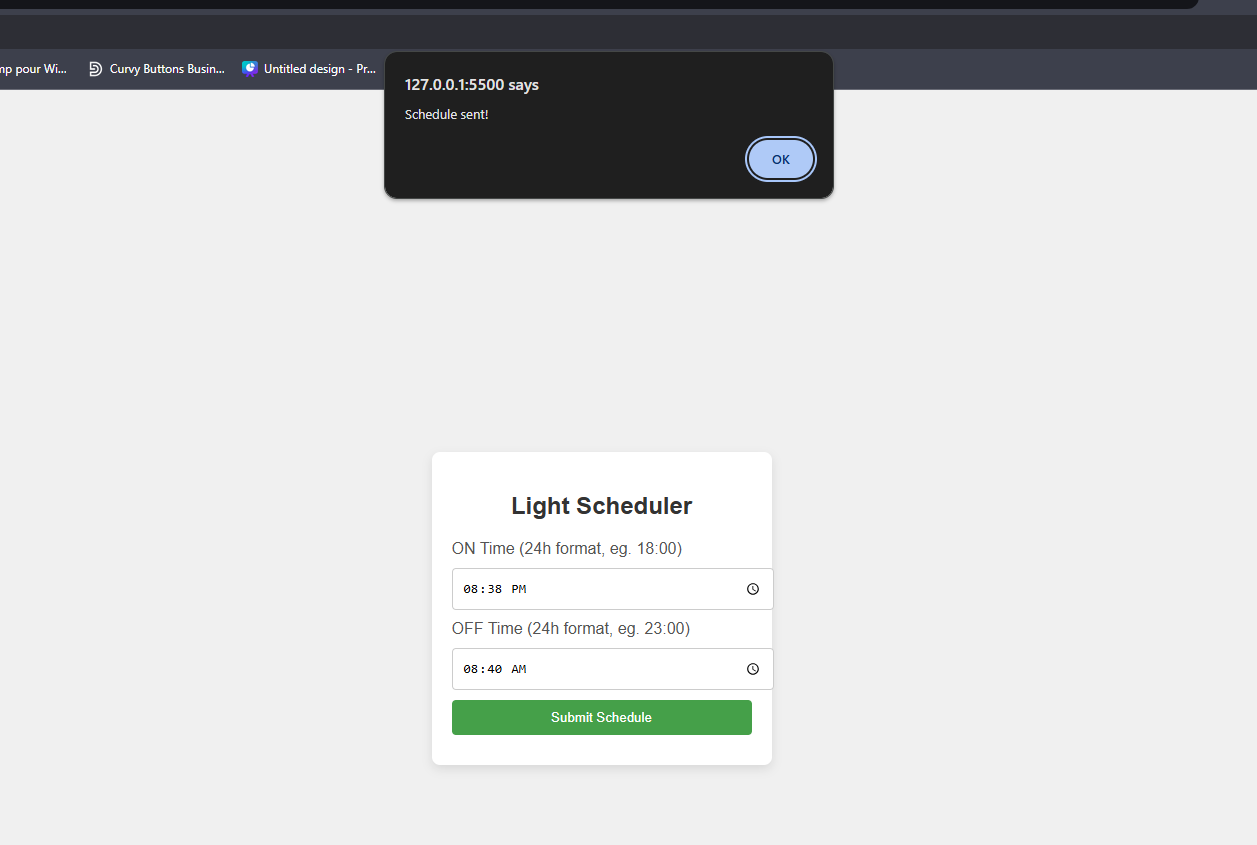 mp pour Wi... Curvy Buttons Busin... Untitled design - Pr...
127.0.0.1:5500 says
Schedule sent!
OK
Light Scheduler
ON Time (24h format, eg. 18:00)
08:38 PM
OFF Time (24h format, eg. 23:00)
08:40 AM
Submit Schedule